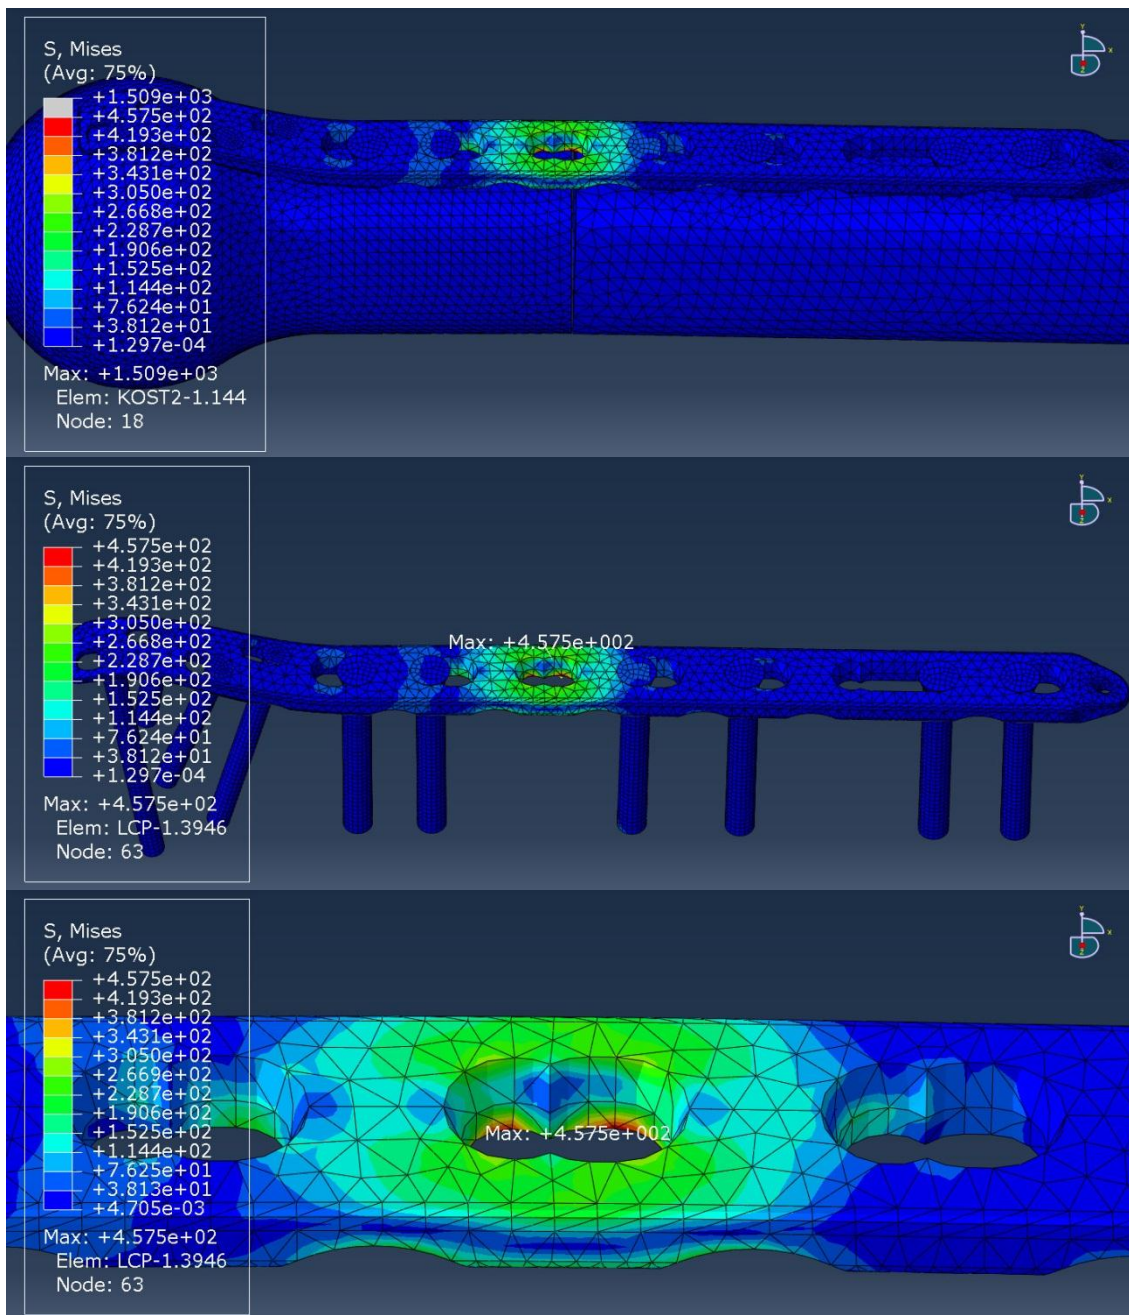 S, Mises
(Avg: 75%)
+1.509e+03
+4.575e+02
+4.193e+02
+3.812e+02
+3.431e+02
+3.050e+02
+2.668e+02
+2.287e+02
+1.906e+02
+1.525e+02
+1.144e+02
+7.624e+01
+3.812e+01
+1.297e-04
Max: +1.509e+03
Elem: KOST2-1.144
Node: 18
Y
X
Z
S, Mises
(Avg: 75%)
+4.575e+02
+4.193e+02
+3.812e+02
+3.431e+02
+3.050e+02
+2.668e+02
+2.287e+02
+1.906e+02
+1.525e+02
+1.144e+02
+7.624e+01
+3.812e+01
+1.297e-04
Max: +4.575e+02
Elem: LCP-1.3946
Node: 63
Max: +4.575e+002
Y
X
Z
S, Mises
(Avg: 75%)
+4.575e+02
+4.193e+02
+3.812e+02
+3.431e+02
+3.050e+02
+2.669e+02
+2.287e+02
+1.906e+02
+1.525e+02
+1.144e+02
+7.625e+01
+3.813e+01
+4.705e-03
Max: +4.575e+02
Elem: LCP-1.3946
Node: 63
Max: +4.575e+002
Y
X
Z